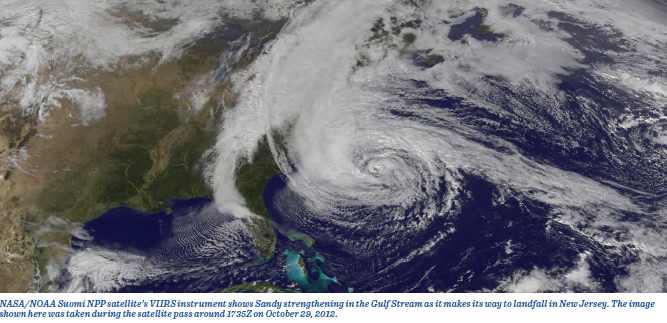 NASA/NOAA Suomi NPP satellite's VIIRS instrument shows Sandy strengthening in the Gulf Stream as it makes its way to landfall in New Jersey. The image
shown here was taken during the satellite pass around 1735Z on October 29, 2012.